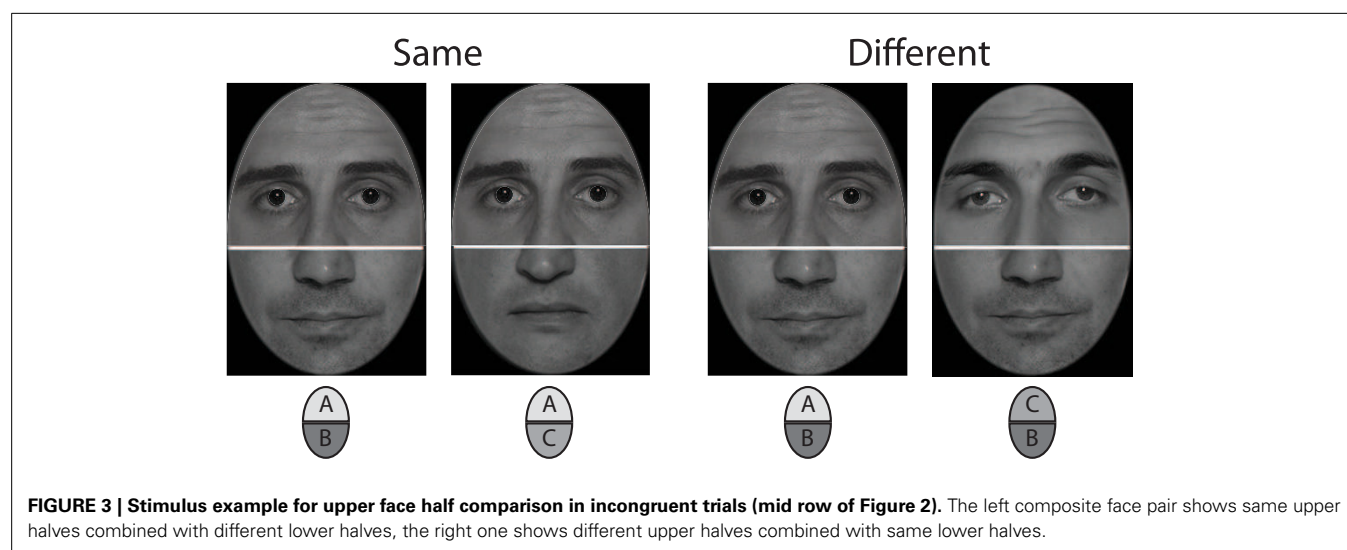 Same Different
A A A C
B C B B
FIGURE 3 | Stimulus example for upper face half comparison in incongruent trials (mid row of Figure 2). The left composite face pair shows same upper
halves combined with different lower halves, the right one shows different upper halves combined with same lower halves.